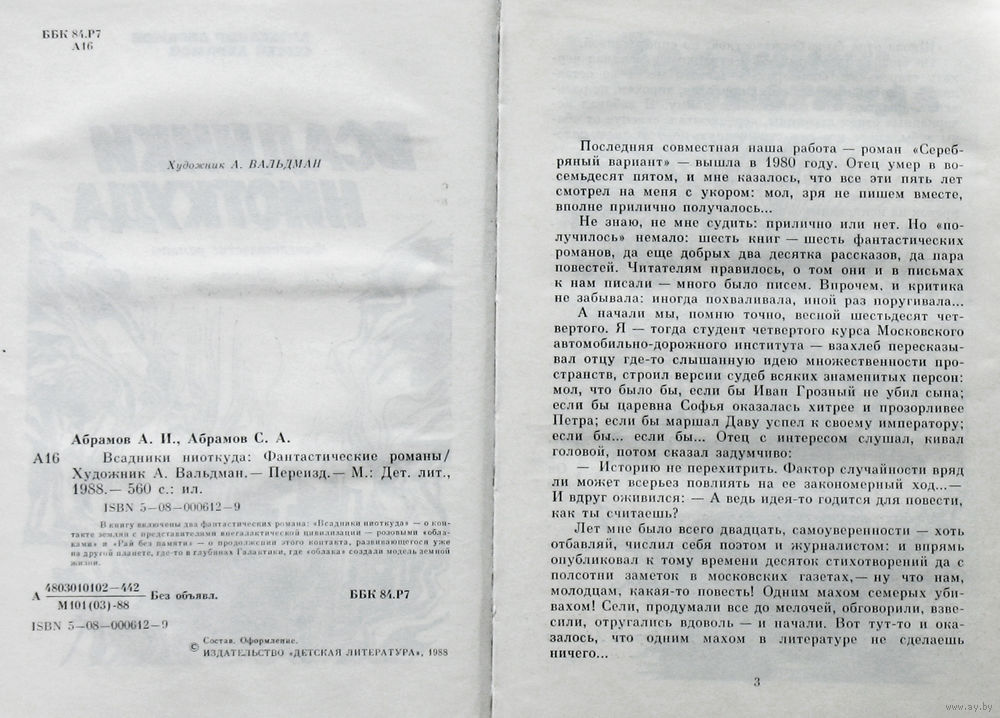 ББК 84.Р7
А16
Художник А. ВАЛЬДМАН
ВСАДНИКИ
НИОТКУДА
Абрамов А. И., Абрамов С. А.
А16 Всадники ниоткуда: Фантастические романы/
Художник А. Вальдман.— Переизд.— М.: Дет. лит.,
1988.— 560 с.: ил.
ISBN 5—08—000612—9
В книгу включены два фантастических романа: «Всадники ниоткуда» — о кон-
такте землян с представителями внегалактической цивилизации — розовыми «обла-
ками» и «Рай без памяти» — о продолжении этого контакта, развивающегося уже
на другой планете, где-то в глубинах Галактики, где «облака» создали модель земной
жизни.
А 4803010102—442 Без объявл. ББК 84.Р7
М101(03)-88
ISBN 5—08—000612—9
Состав. Оформление.
© ИЗДАТЕЛЬСТВО «ДЕТСКАЯ ЛИТЕРАТУРА», 1988
Последняя совместная наша работа — роман «Сереб-
ряный вариант» — вышла в 1980 году. Отец умер в во-
семьдесят пятом, и мне казалось, что все эти пять лет
смотрел на меня с укором: мол, зря не пишем вместе,
вполне прилично получалось...
Не знаю, не мне судить: прилично или нет. Но «по-
лучилось» немало: шесть книг — шесть фантастических
романов, да еще добрых два десятка рассказов, да пара
повестей. Читателям правилось, о том они и в письмах
к нам писали — много было писем. Впрочем, и критика
не забывала: иногда похваливала, иной раз поругивала...
А начали мы, помню точно, весной шестьдесят чет-
вертого. Я — тогда студент четвертого курса Московского
автомобильно-дорожного института — взахлеб пересказы-
вал отцу где-то слышанную идею множественности про-
странств, строил версии судеб всяких знаменитых персон:
мол, что было бы, если бы Иван Грозный не убил сына;
если бы царевна Софья оказалась хитрее и прозорливее
Петра; если бы маршал Даву успел к своему императору;
если бы... если бы... Отец с интересом слушал, кивал
головой, потом сказал задумчиво:
— Историю не перехитрить. Фактор случайности вряд
ли может всерьез повлиять на ее закономерный ход...—
И вдруг оживился: — А ведь идея-то годится для повести,
как ты считаешь?
Лет мне было всего двадцать, самоуверенности — хоть
отбавляй, числил себя поэтом и журналистом: и впрямь
опубликовал к тому времени десяток стихотворений да с
полсотни заметок в московских газетах,— ну что нам,
молодцам, какая-то повесть! Одним махом семерых уби-
вахом! Сели, продумали все до мелочей, обговорили, взве-
сили, отругались вдоволь — и начали. Вот тут-то и ока-
залось, что одним махом в литературе не сделаешь
ничего...
3
www.ay.by